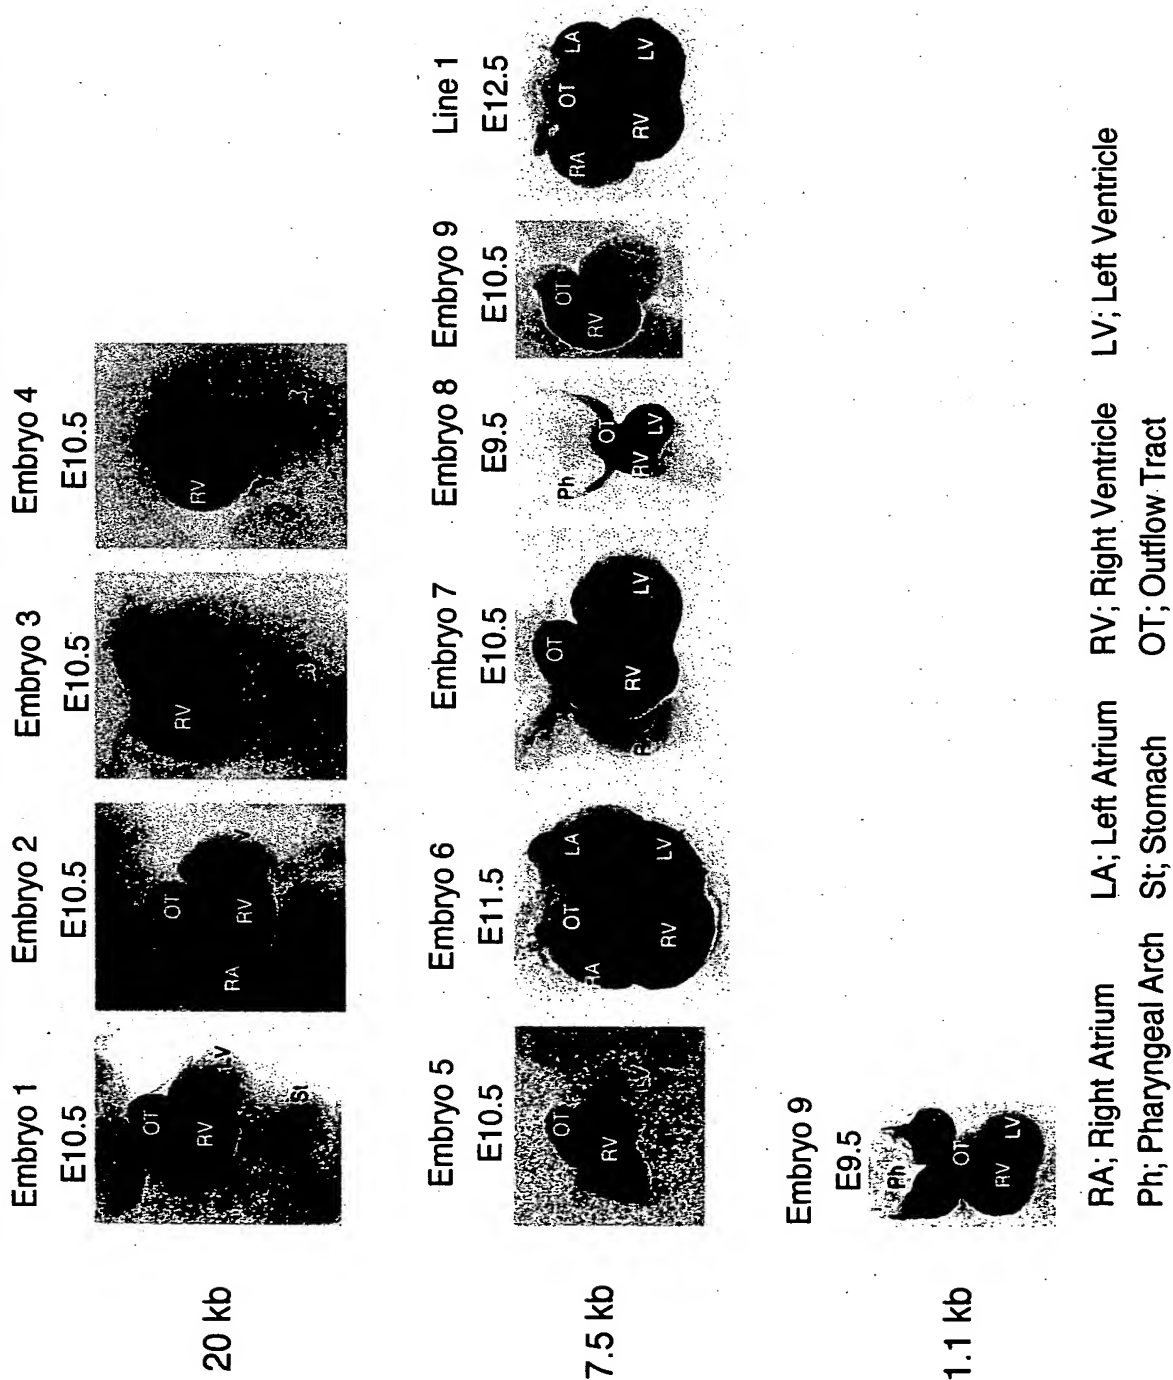 Embryo 1 Embryo 2 Embryo 3 Embryo 4
E10.5 E10.5 E10.5 E10.5
20 kb
OT RV LV St
OT RV RA V
RV
RV
Embryo 5 Embryo 6 Embryo 7 Embryo 8 Embryo 9 Line 1
E10.5 E11.5 E10.5 E9.5 E10.5 E12.5
7.5 kb
OT RV LV
RA OT LA RV LV
OT RV LV R
Ph OT RV LV
OT RV
RA OT LA RV LV
Embryo 9
E9.5
1.1 kb
Ph OT RV LV
RA; Right Atrium LA; Left Atrium RV; Right Ventricle LV; Left Ventricle
Ph; Pharyngeal Arch St; Stomach OT; Outflow Tract